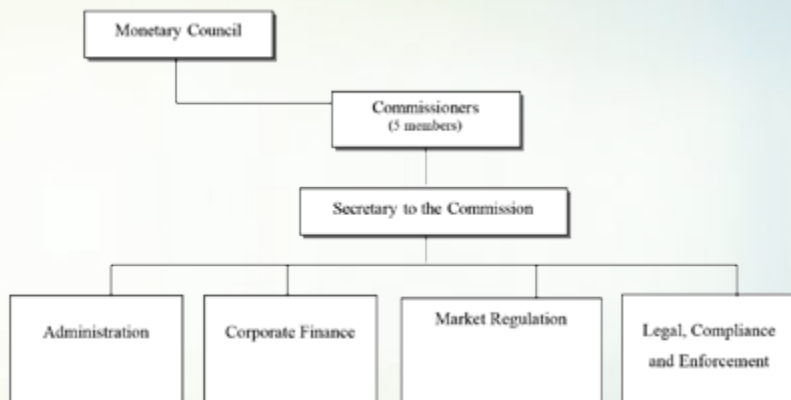 Monetary Council
Commissioners
(5 members)
Secretary to the Commission
Administration
Corporate Finance
Market Regulation
Legal, Compliance
and Enforcement